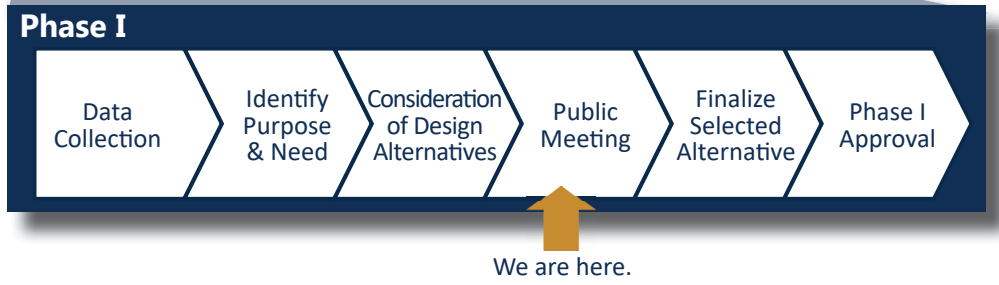 Phase I
Data
Collection
Identify
Purpose
& Need
Consideration
of Design
Alternatives
Public
Meeting
Finalize
Selected
Alternative
Phase I
Approval
We are here.